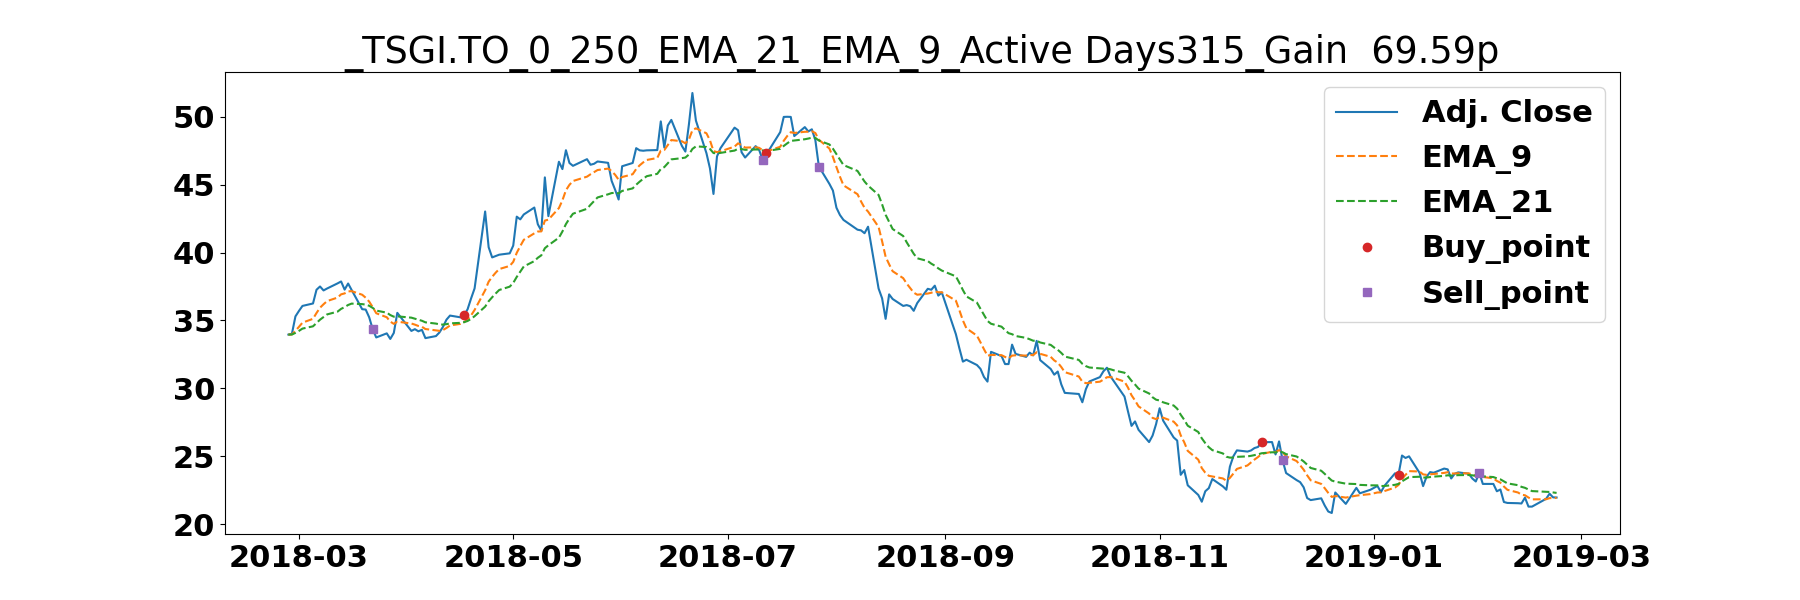 _TSGI.TO_0_250_EMA_21_EMA_9_Active Days315_Gain  69.59p
Adj. Close
EMA_9
EMA_21
Buy_point
Sell_point
50
45
40
35
30
25
20
2018-03 2018-05 2018-07 2018-09 2018-11 2019-01 2019-03